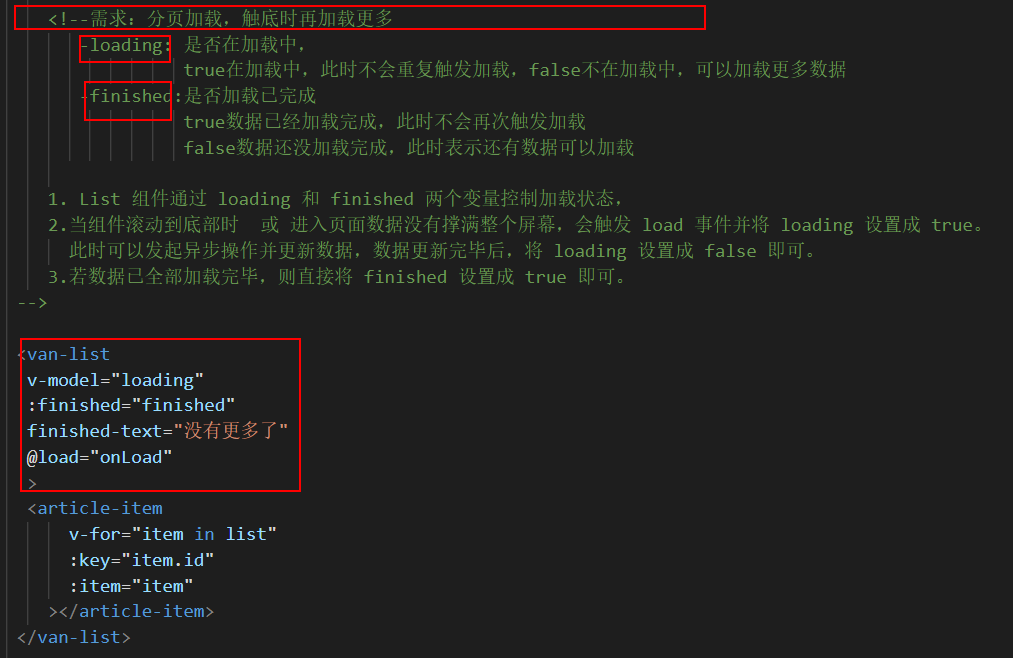 <!--需求：分页加载，触底时再加载更多
-loading: 是否在加载中，
true在加载中，此时不会重复触发加载，false不在加载中，可以加载更多数据
-finished:是否加载已完成
true数据已经加载完成，此时不会再次触发加载
false数据还没加载完成，此时表示还有数据可以加载
1. List 组件通过 loading 和 finished 两个变量控制加载状态，
2.当组件滚动到底部时  或 进入页面数据没有撑满整个屏幕，会触发 load 事件并将 loading 设置成 true。
此时可以发起异步操作并更新数据，数据更新完毕后，将 loading 设置成 false 即可。
3.若数据已全部加载完毕，则直接将 finished 设置成 true 即可。
-->
<van-list
v-model="loading"
:finished="finished"
finished-text="没有更多了"
@load="onLoad"
>
<article-item
v-for="item in list"
:key="item.id"
:item="item"
></article-item>
</van-list>